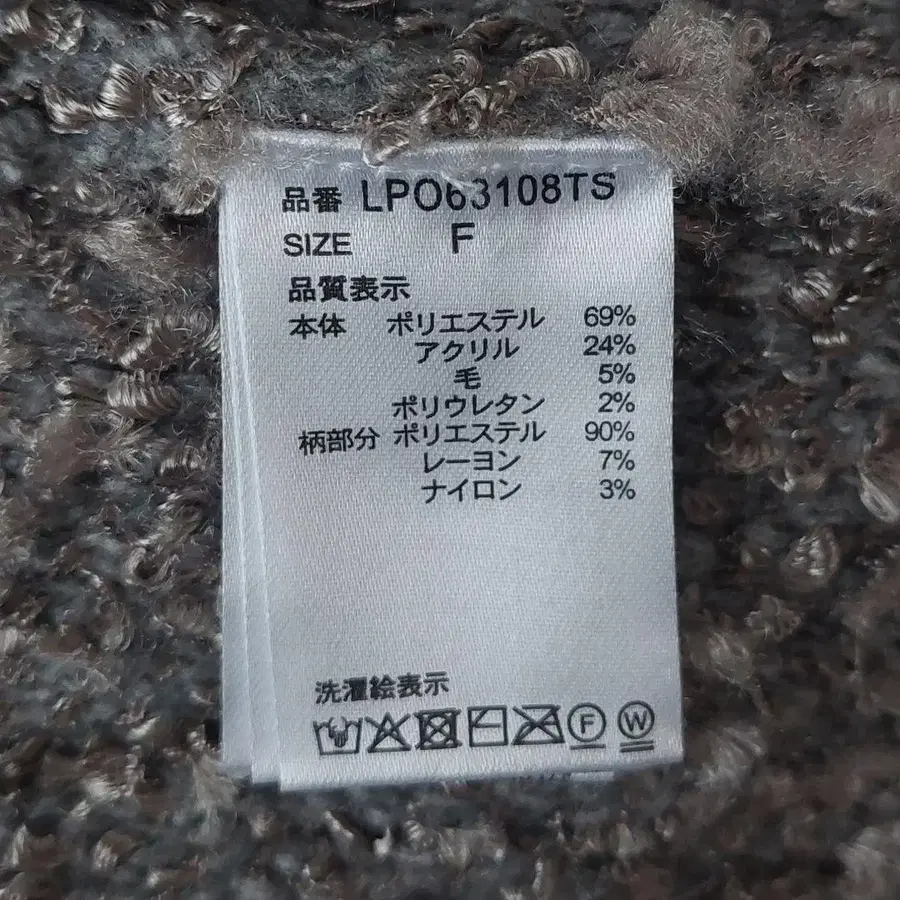 品番 LPO63108TS
SIZE F
品質表示
本体 ポリエステル 69%
アクリル 24%
毛 5%
ポリウレタン 2%
柄部分 ポリエステル 90%
レーヨン 7%
ナイロン 3%
洗濯絵表示
F W